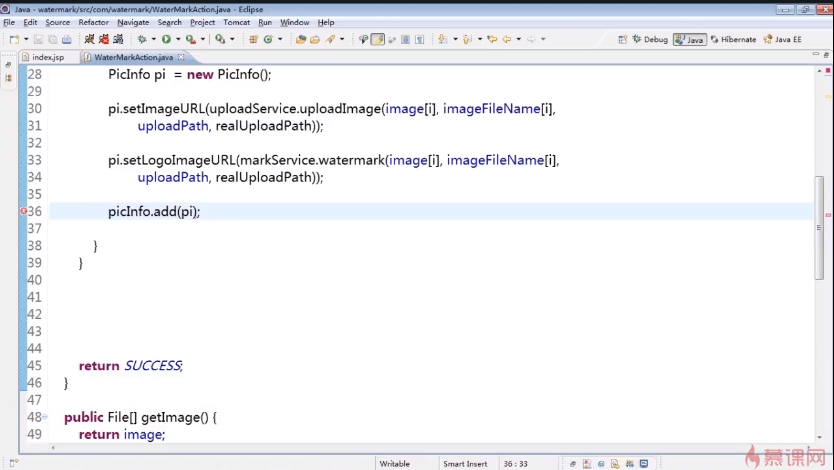 Java - watermark/src/com/watermark/WaterMarkAction.java - Eclipse
File Edit Source Refactor Navigate Search Project Tomcat Run Window Help
Debug Java Hibernate Java EE
index.jsp WaterMarkAction.java
28 PicInfo pi = new PicInfo();
29
30 pi.setImageURL(uploadService.uploadImage(image[i], imageFileName[i],
31 uploadPath, realUploadPath));
32
33 pi.setLogoImageURL(markService.watermark(image[i], imageFileName[i],
34 uploadPath, realUploadPath));
35
36 picInfo.add(pi);
37
38 }
39 }
40
41
42
43
44
45 return SUCCESS;
46 }
47
48 public File[] getImage() {
49 return image;
Writable Smart Insert 36 : 33
慕课网